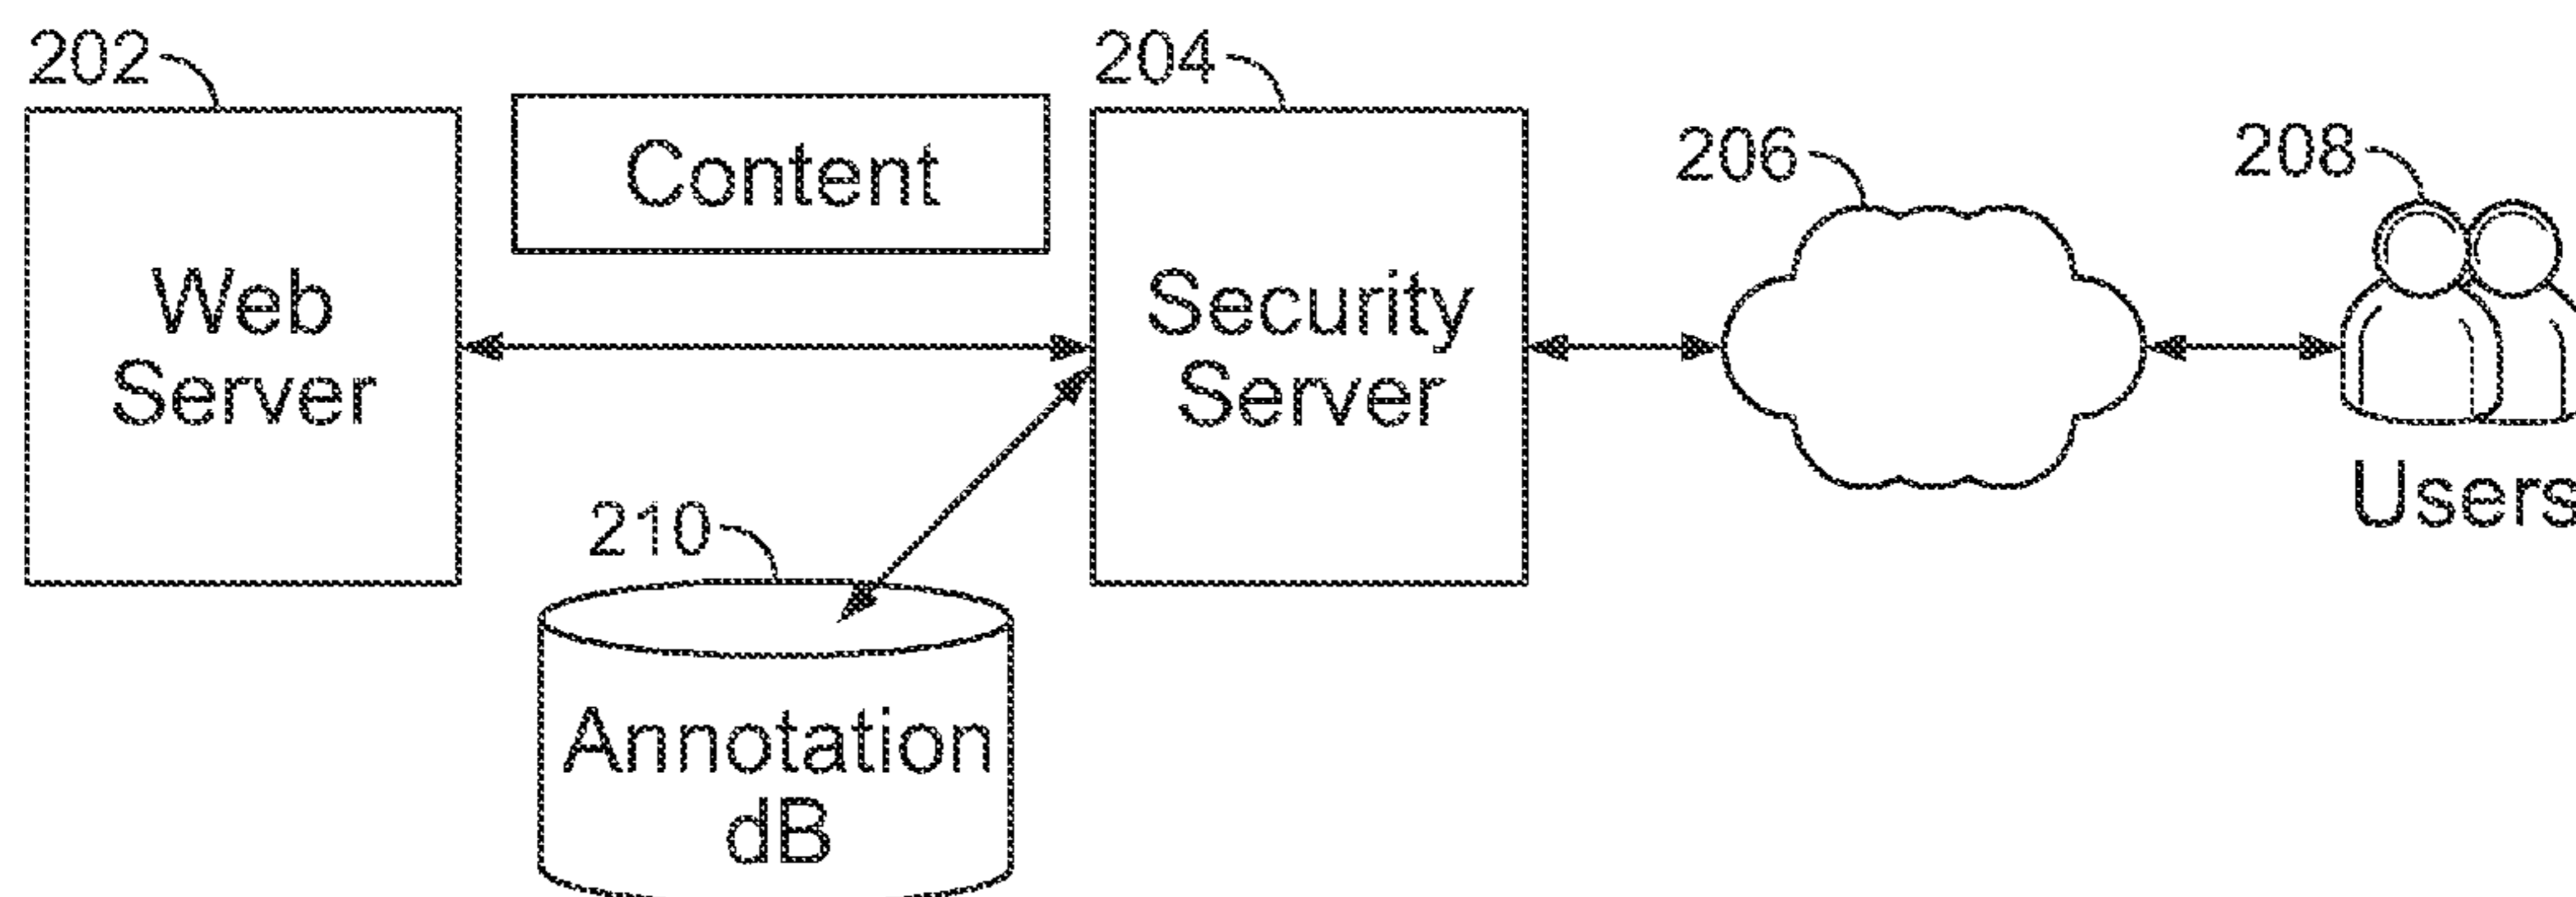 202
Content
204
206
208
Web
Server
Security
Server
Users
210
Annotation
dB